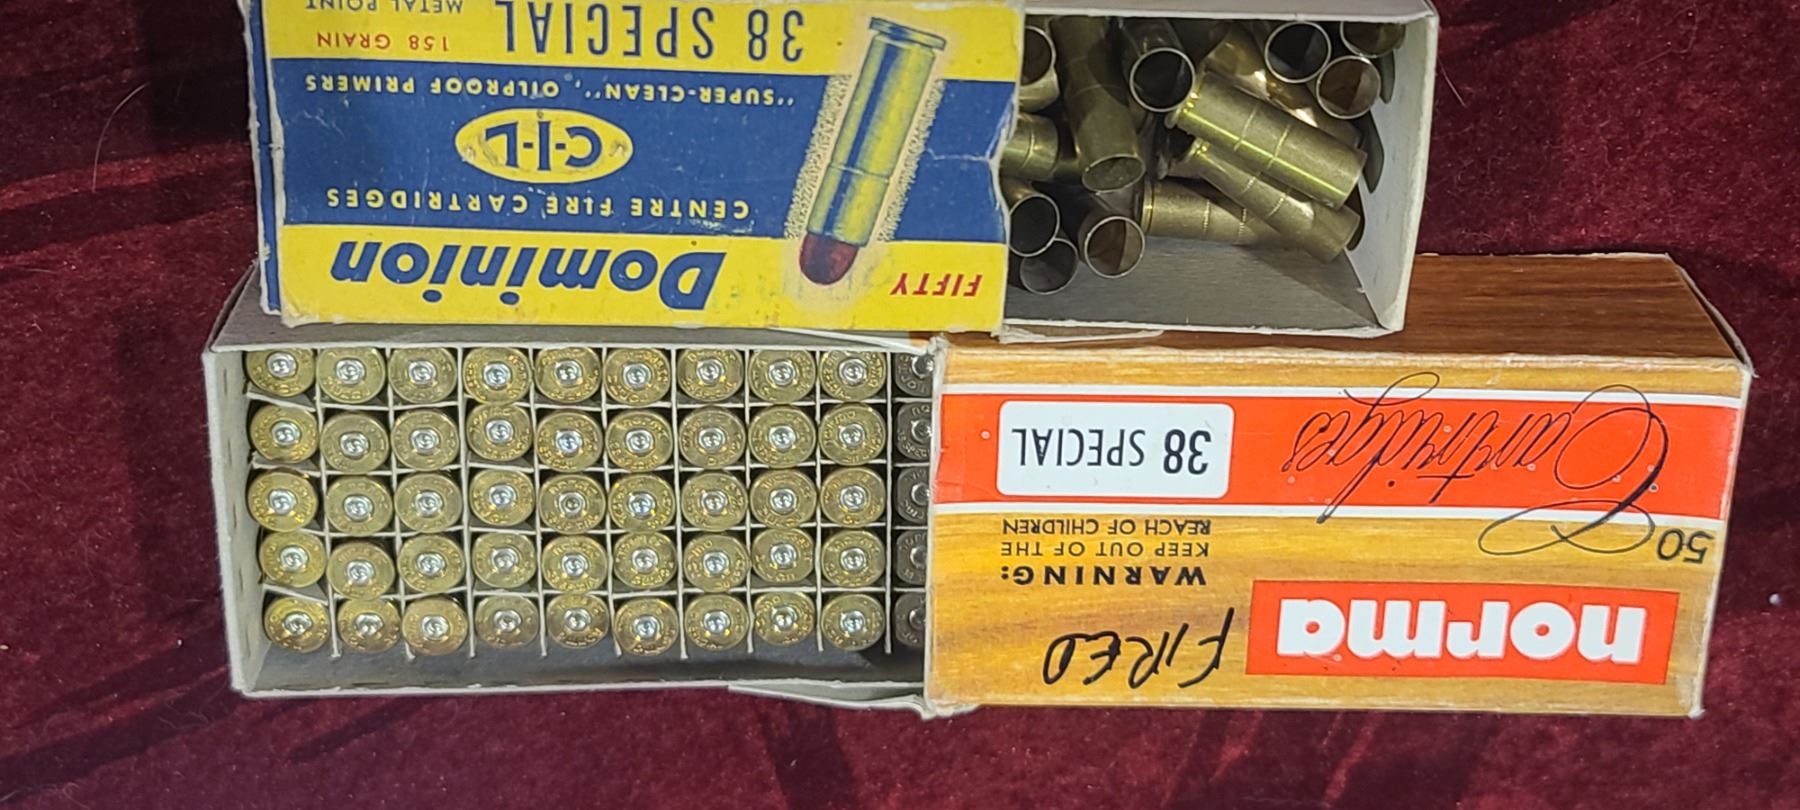 Dominion
FIFTY
CENTRE FIRE CARTRIDGES
C-I-L
"SUPER-CLEAN", OILPROOF PRIMERS
38 SPECIAL
158 GRAIN
METAL POINT
norma
FIRED
WARNING:
KEEP OUT OF THE
REACH OF CHILDREN
50 Cartridges
38 SPECIAL